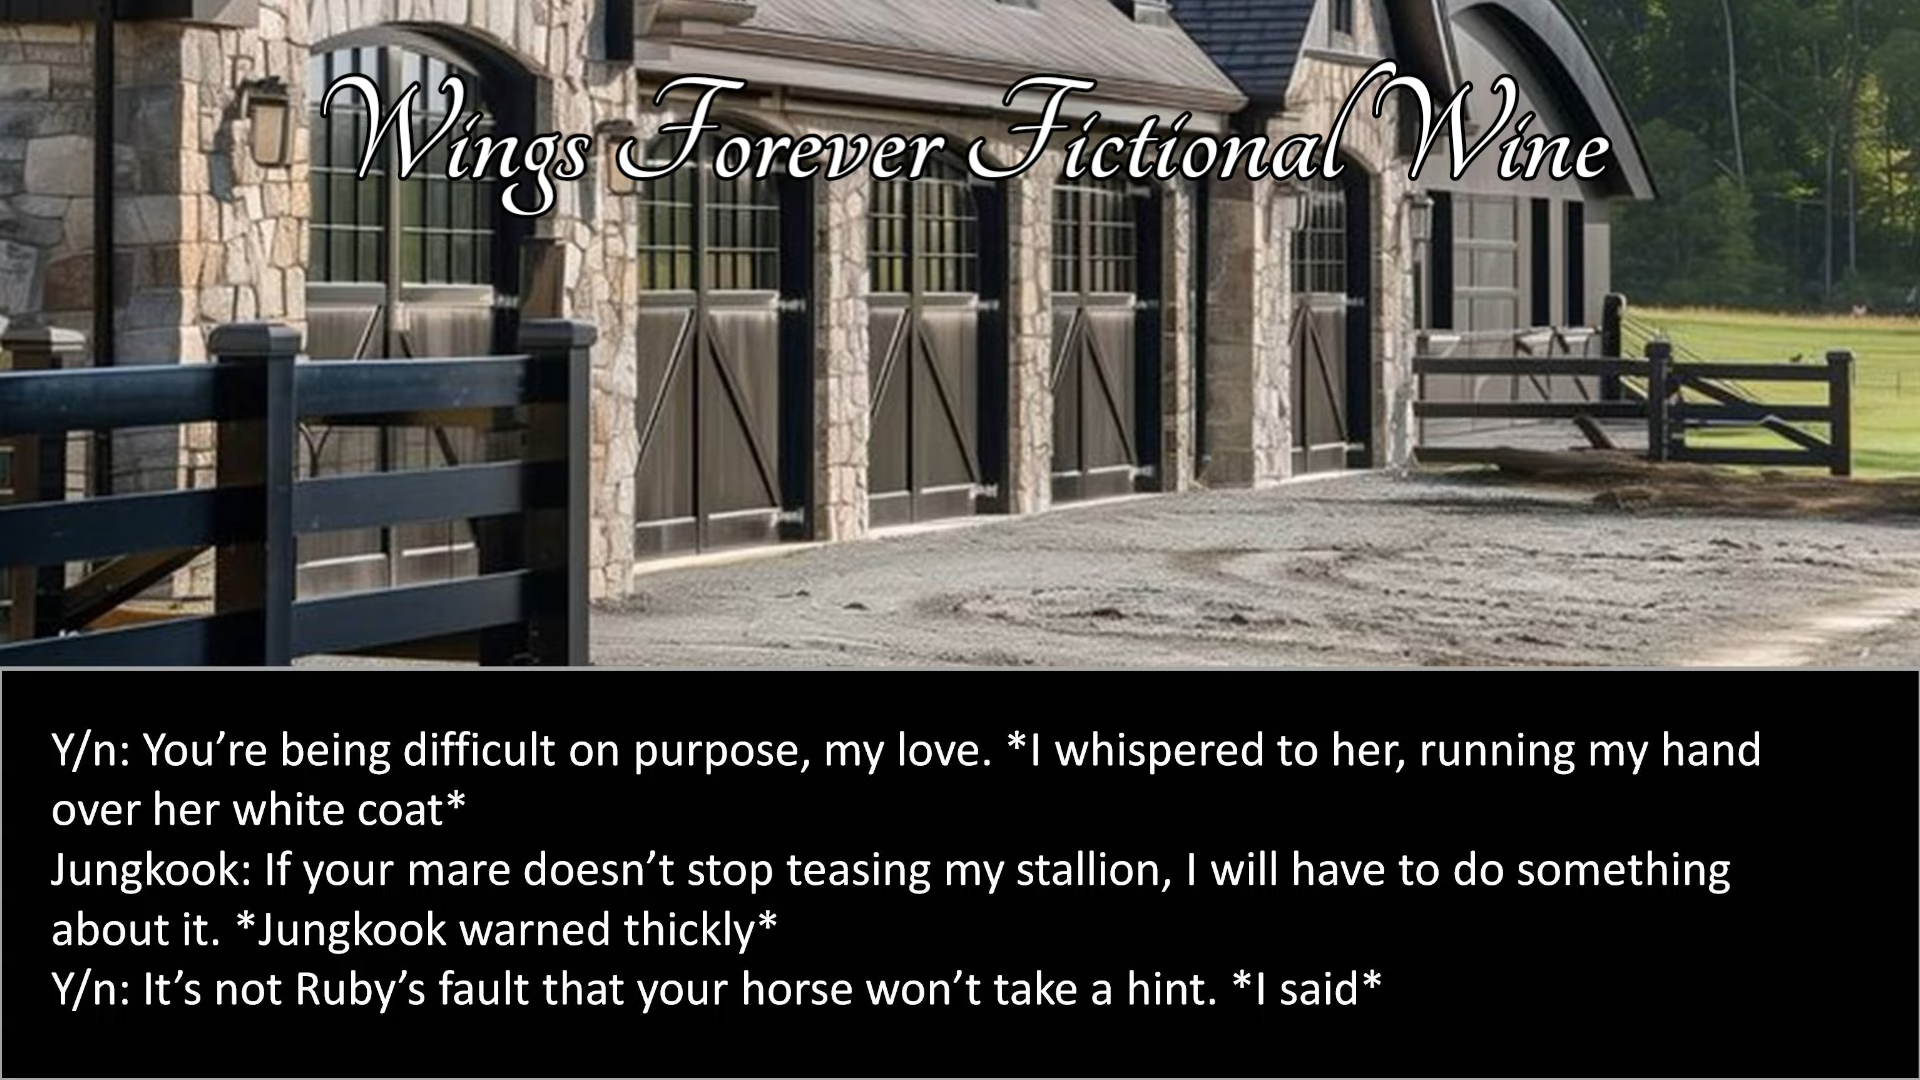 Wings Forever Fictional Wine
Y/n: You’re being difficult on purpose, my love. *I whispered to her, running my hand
over her white coat*
Jungkook: If your mare doesn’t stop teasing my stallion, I will have to do something
about it. *Jungkook warned thickly*
Y/n: It’s not Ruby’s fault that your horse won’t take a hint. *I said*